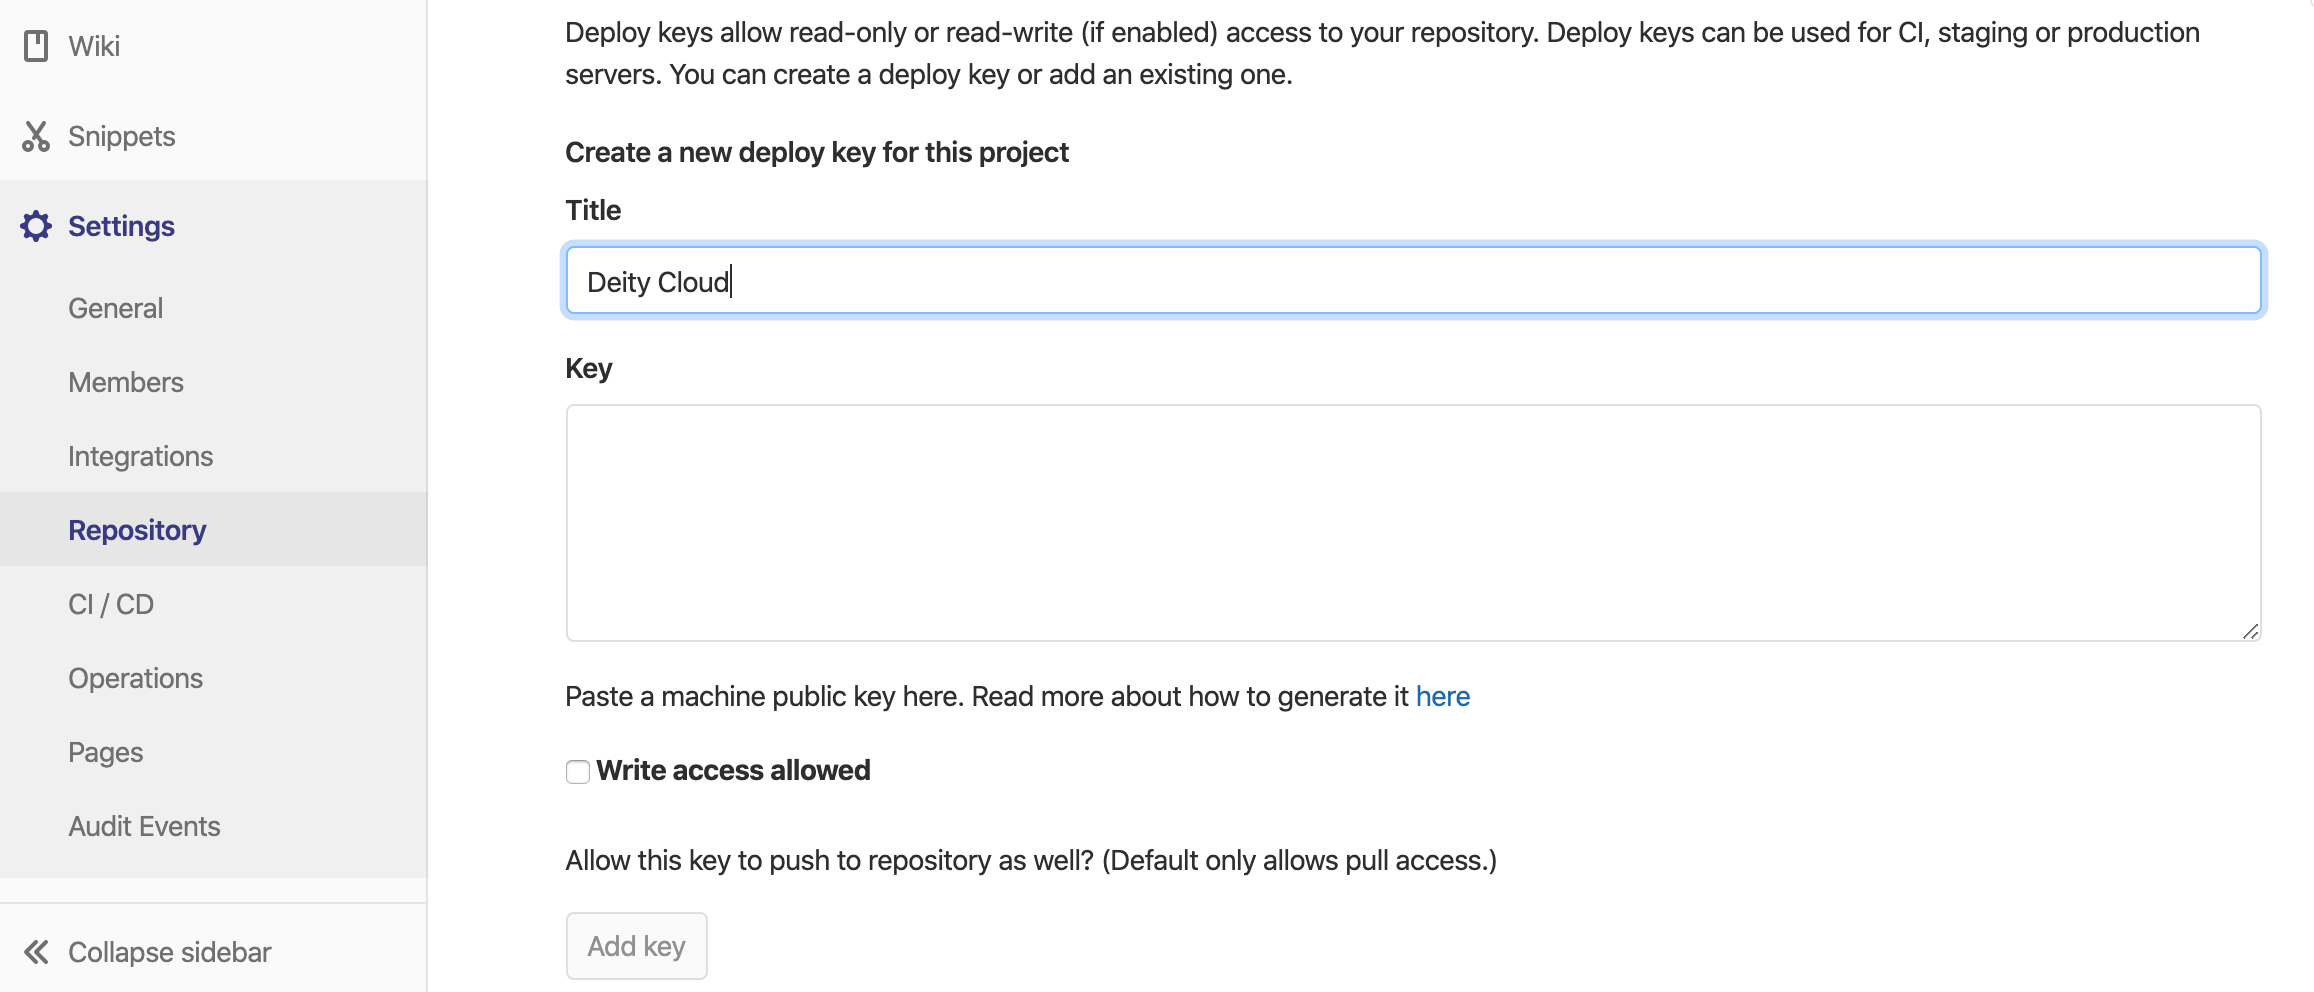 Wiki
Snippets
Settings
General
Members
Integrations
Repository
CI / CD
Operations
Pages
Audit Events
Collapse sidebar
Deploy keys allow read-only or read-write (if enabled) access to your repository. Deploy keys can be used for CI, staging or production
servers. You can create a deploy key or add an existing one.
Create a new deploy key for this project
Title
Deity Cloud
Key
Paste a machine public key here. Read more about how to generate it here
Write access allowed
Allow this key to push to repository as well? (Default only allows pull access.)
Add key